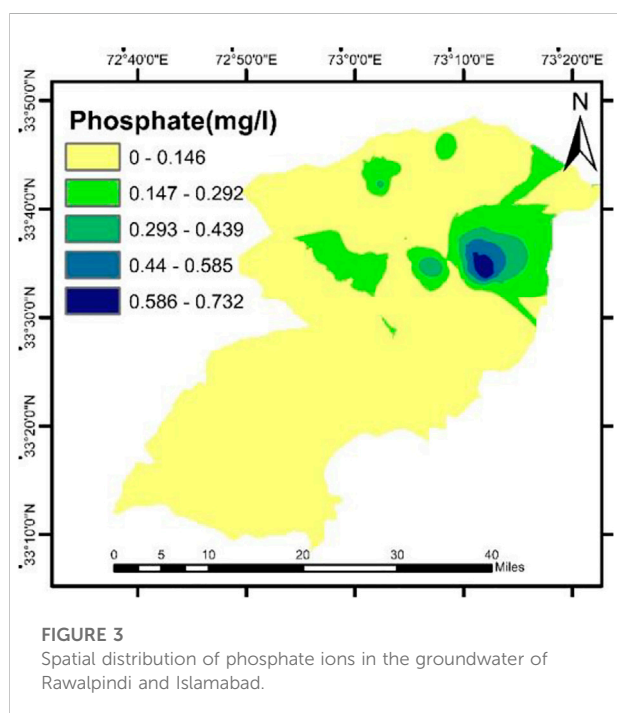 72°40'0"E 72°50'0"E 73°0'0"E 73°10'0"E 73°20'0"E
33°50'0"N
33°40'0"N
33°30'0"N
33°20'0"N
33°10'0"N
N
Phosphate(mg/l)
0 - 0.146
0.147 - 0.292
0.293 - 0.439
0.44 - 0.585
0.586 - 0.732
0 5 10 20 30 40
Miles
FIGURE 3
Spatial distribution of phosphate ions in the groundwater of
Rawalpindi and Islamabad.